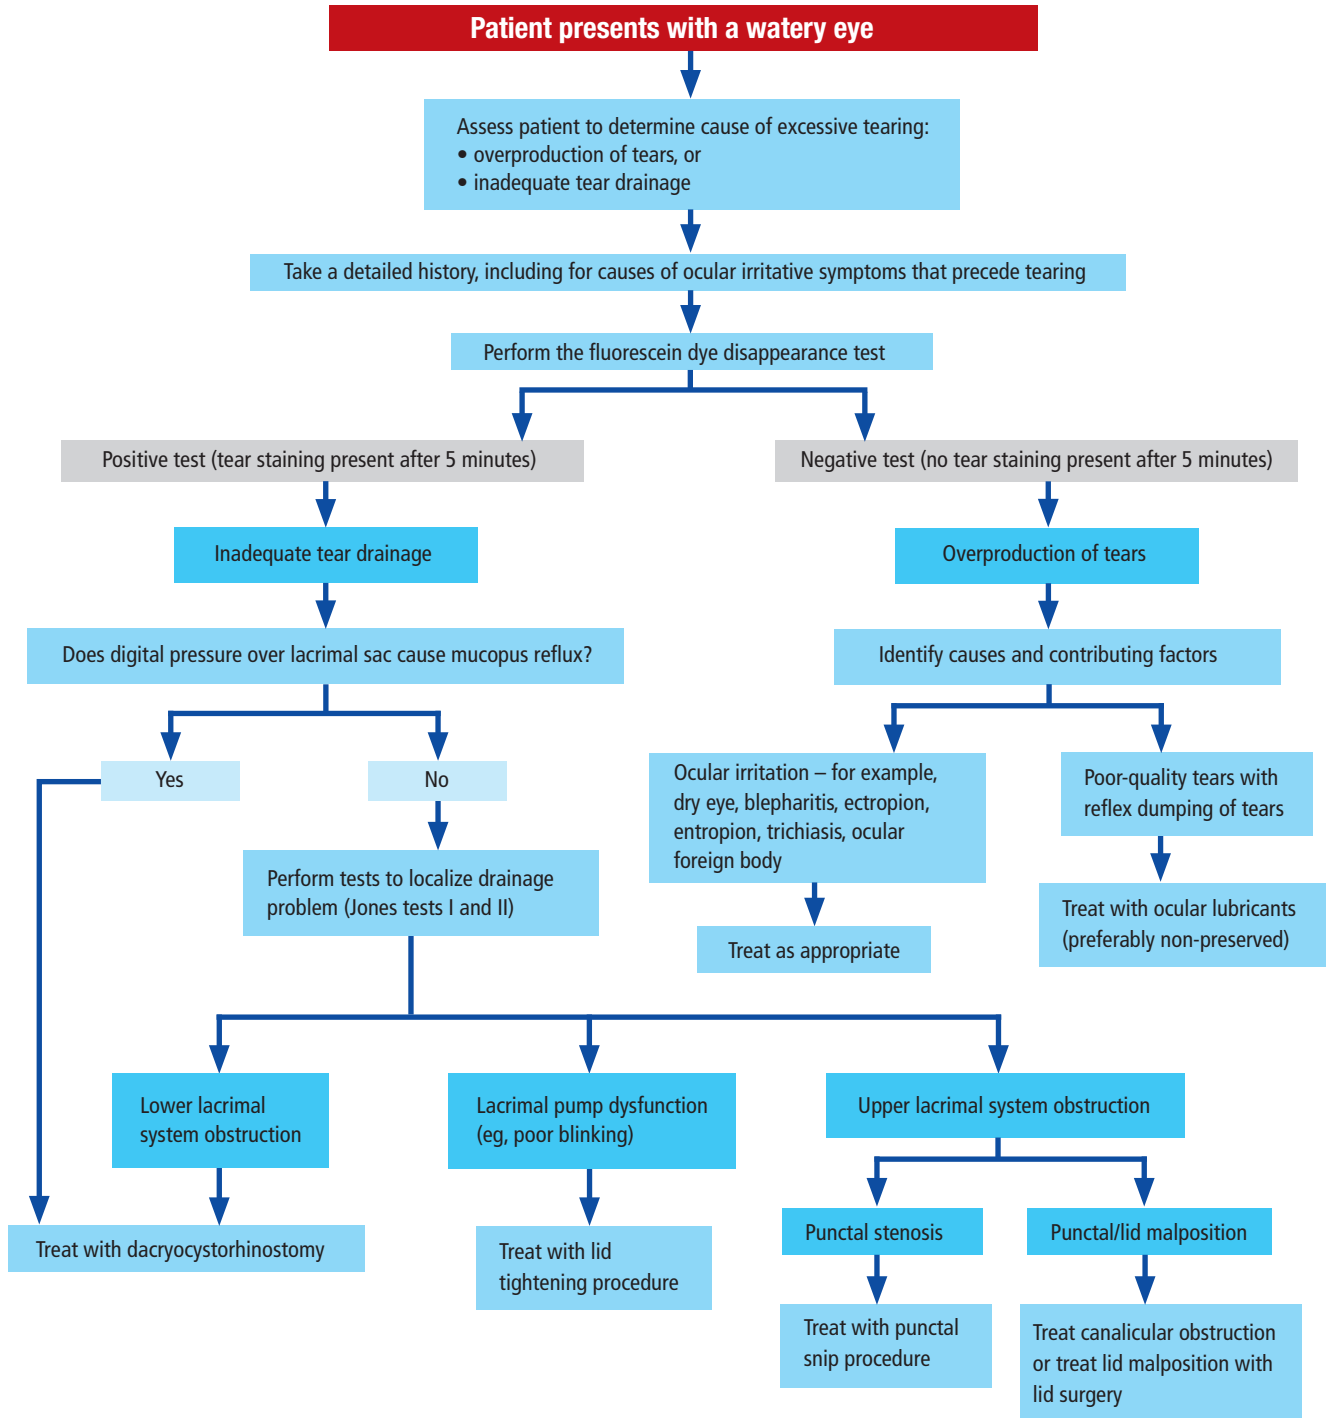 Patient presents with a watery eye
Assess patient to determine cause of excessive tearing:
• overproduction of tears, or
• inadequate tear drainage
Take a detailed history, including for causes of ocular irritative symptoms that precede tearing
Perform the fluorescein dye disappearance test
Positive test (tear staining present after 5 minutes)
Negative test (no tear staining present after 5 minutes)
Inadequate tear drainage
Overproduction of tears
Does digital pressure over lacrimal sac cause mucopus reflux?
Identify causes and contributing factors
Yes
No
Ocular irritation – for example,
dry eye, blepharitis, ectropion,
entropion, trichiasis, ocular
foreign body
Poor-quality tears with
reflex dumping of tears
Perform tests to localize drainage
problem (Jones tests I and II)
Treat as appropriate
Treat with ocular lubricants
(preferably non-preserved)
Lower lacrimal
system obstruction
Lacrimal pump dysfunction
(eg, poor blinking)
Upper lacrimal system obstruction
Treat with dacryocystorhinostomy
Treat with lid
tightening procedure
Punctal stenosis
Punctal/lid malposition
Treat with punctal
snip procedure
Treat canalicular obstruction
or treat lid malposition with
lid surgery